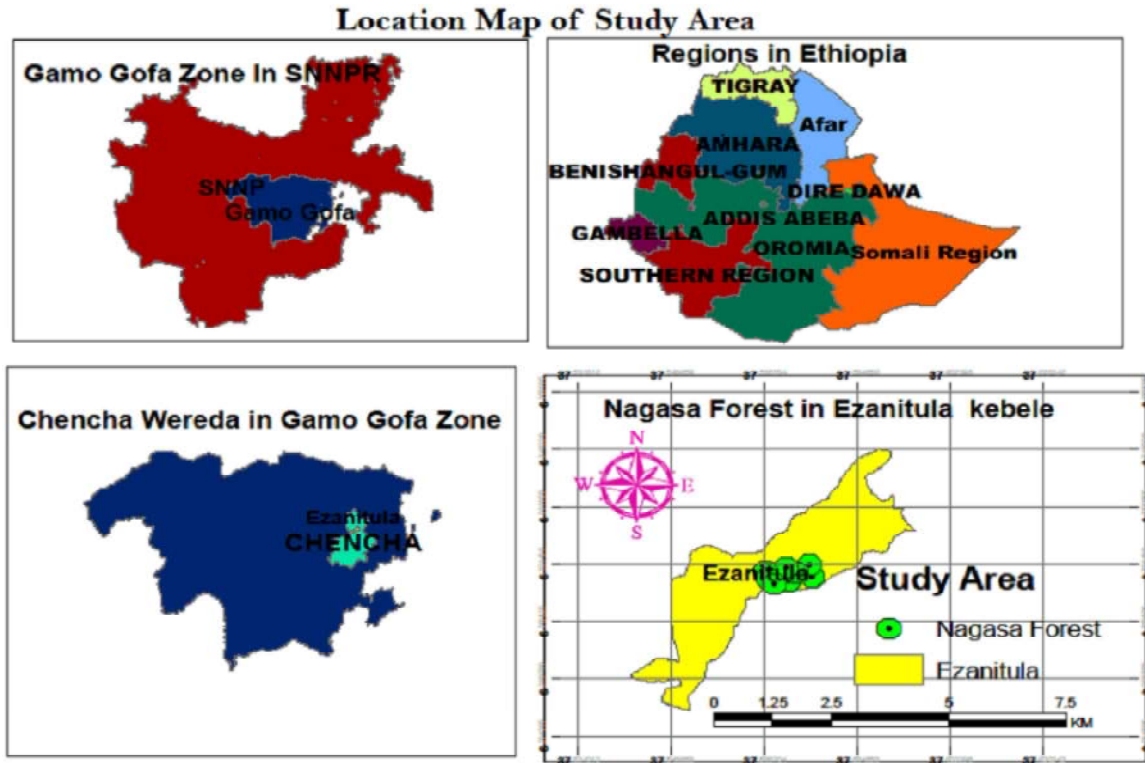 Location Map of Study Area
Gamo Gofa Zone In SNNPR
SNNP
Gamo Gofa
Regions in Ethiopia
TIGRAY
Afar
AMHARA
BENISHANGUL-GUM
DIRE DAWA
ADDIS ABEBA
GAMBELLA
OROMIA
Somali Region
SOUTHERN REGION
Chencha Wereda in Gamo Gofa Zone
Ezanitula
CHENCHA
Nagasa Forest in Ezanitula kebele
N
W E
S
Ezanitula
Study Area
Nagasa Forest
Ezanitula
0 1.25 2.5 5 7.5
KM